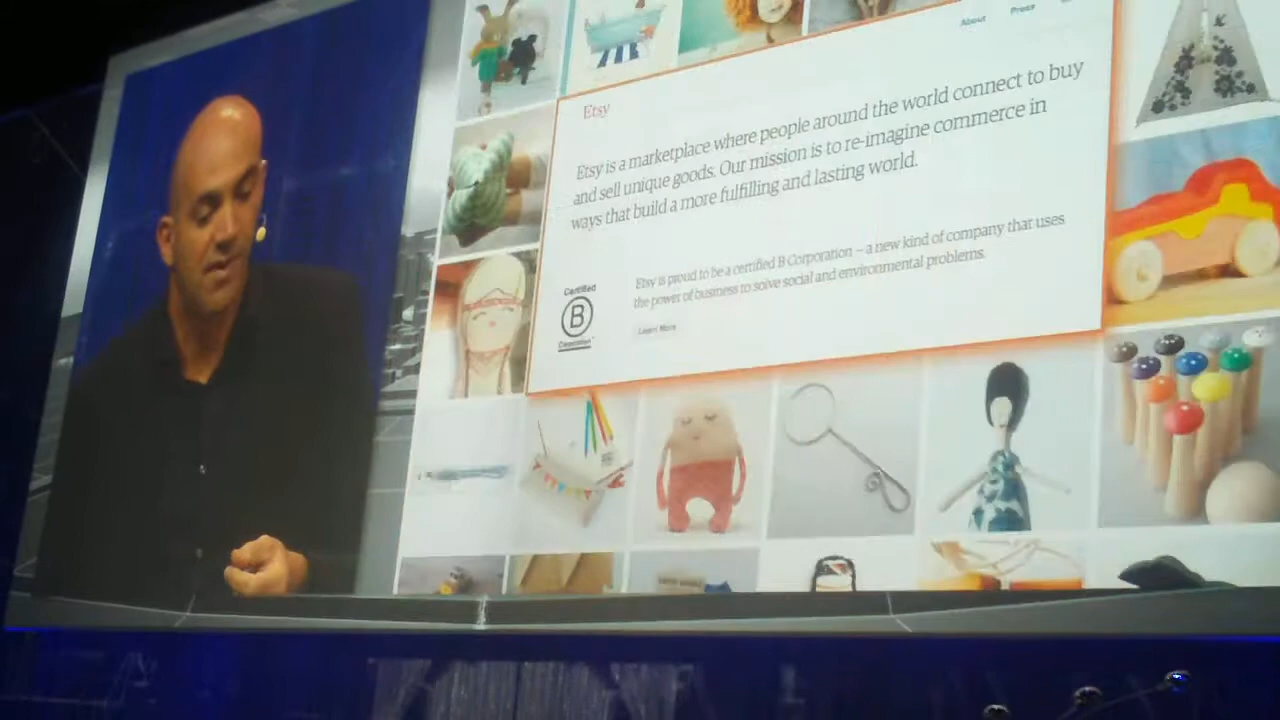 About Press
Etsy
Etsy is a marketplace where people around the world connect to buy
and sell unique goods. Our mission is to re-imagine commerce in
ways that build a more fulfilling and lasting world.
Etsy is proud to be a certified B Corporation – a new kind of company that uses
the power of business to solve social and environmental problems.
Learn More
Certified
B
Corporation